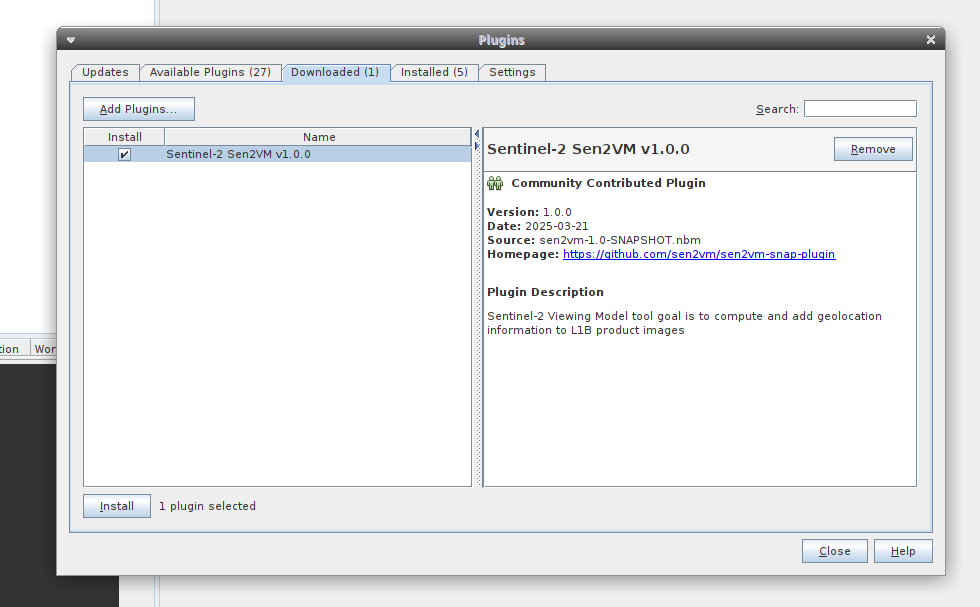 Plugins
Updates
Available Plugins (27)
Downloaded (1)
Installed (5)
Settings
Add Plugins...
Search:
Install
Name
Sentinel-2 Sen2VM v1.0.0
Sentinel-2 Sen2VM v1.0.0
Remove
Community Contributed Plugin
Version: 1.0.0
Date: 2025-03-21
Source: sen2vm-1.0-SNAPSHOT.nbm
Homepage: https://github.com/sen2vm/sen2vm-snap-plugin
Plugin Description
Sentinel-2 Viewing Model tool goal is to compute and add geolocation
information to L1B product images
Install
1 plugin selected
Close
Help